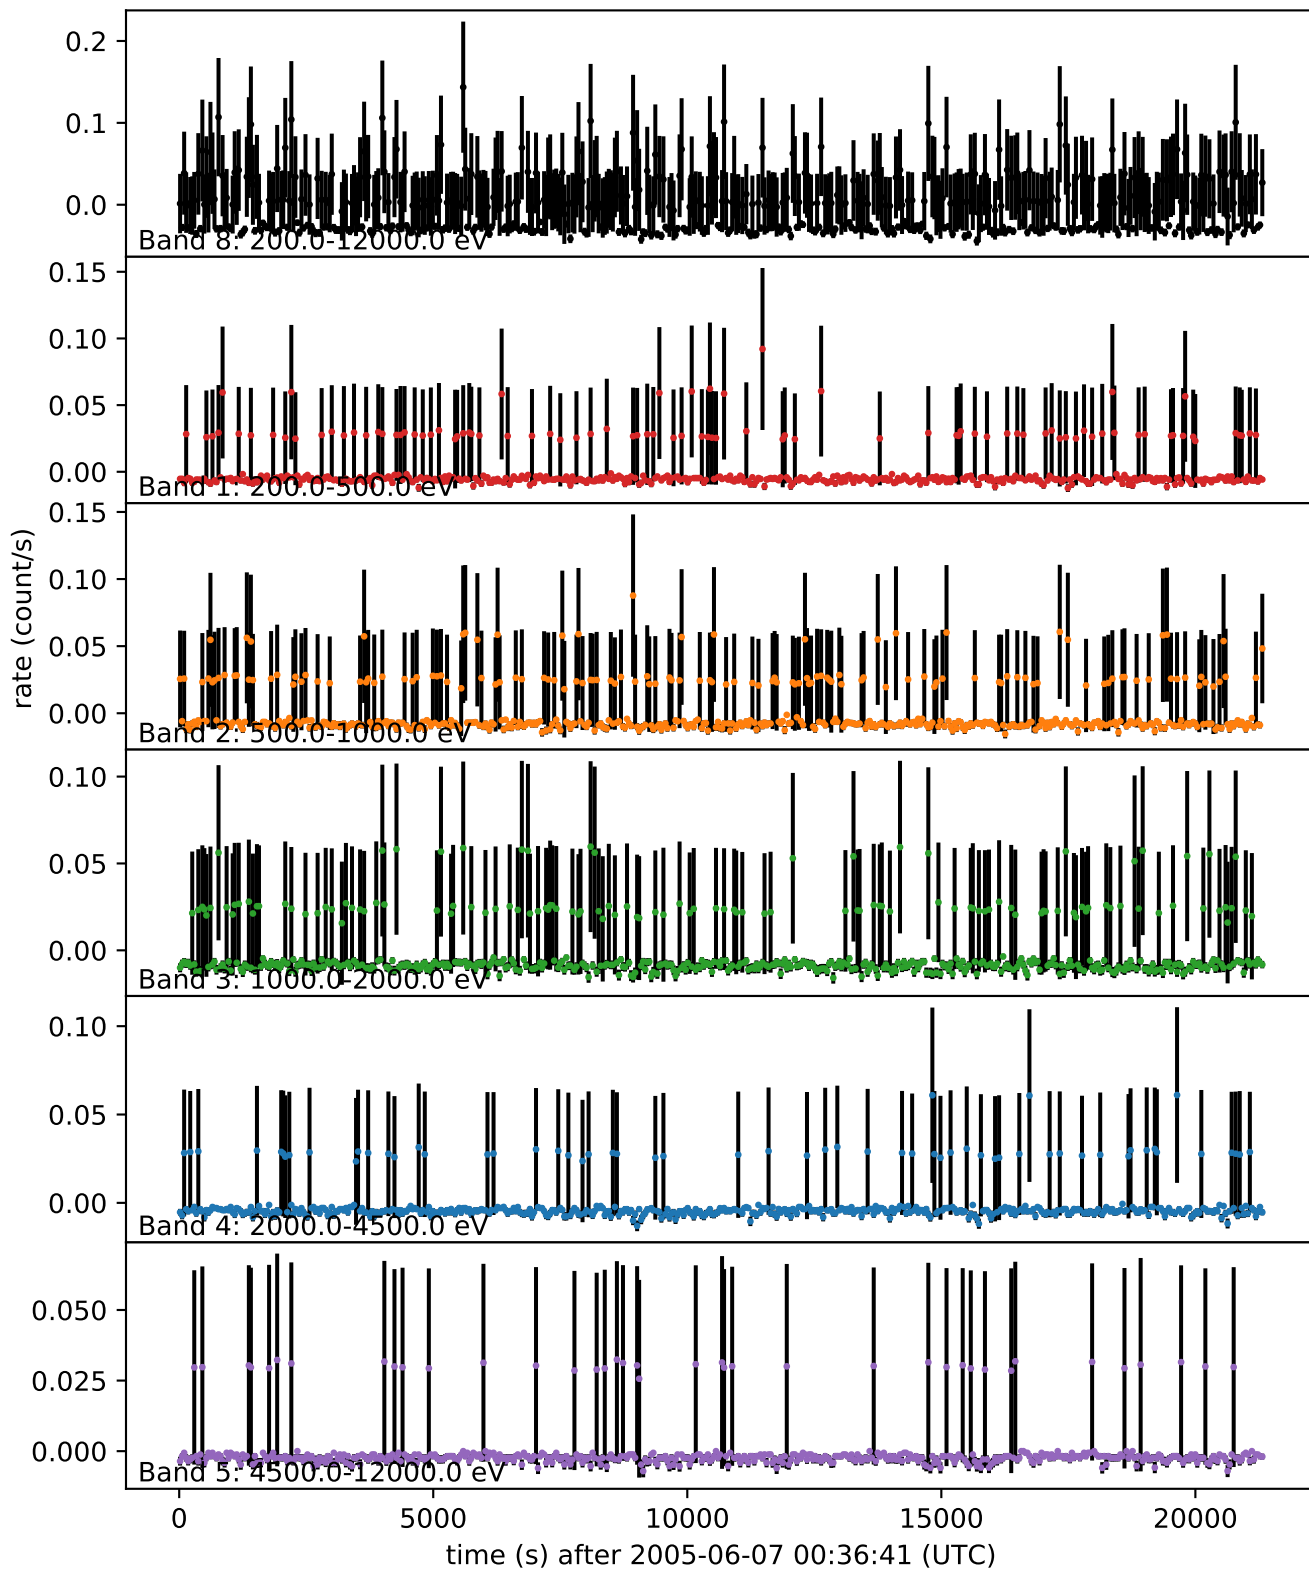 0.2
0.1
0.0
Band 8: 200.0-12000.0 eV
0.15
0.10
0.05
0.00
Band 1: 200.0-500.0 eV
0.15
0.10
0.05
0.00
Band 2: 500.0-1000.0 eV
rate (count/s)
0.10
0.05
0.00
Band 3: 1000.0-2000.0 eV
0.10
0.05
0.00
Band 4: 2000.0-4500.0 eV
0.050
0.025
0.000
Band 5: 4500.0-12000.0 eV
0 5000 10000 15000 20000
time (s) after 2005-06-07 00:36:41 (UTC)